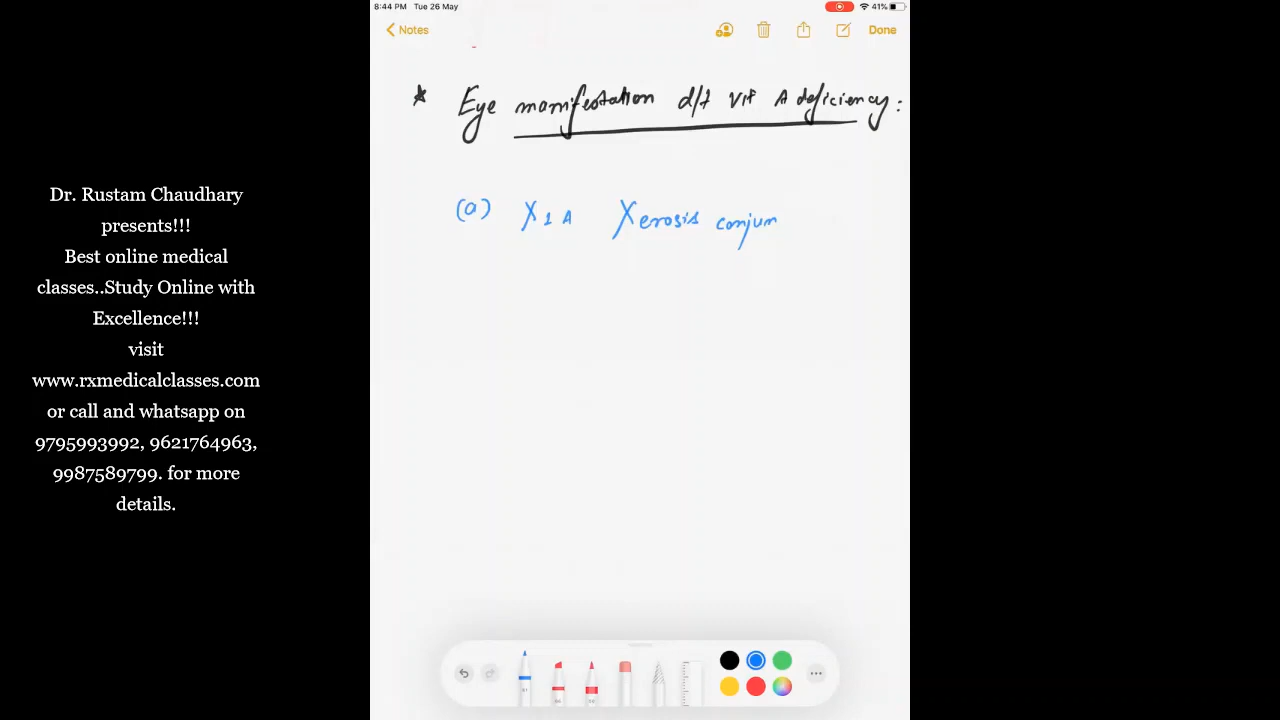 8:44 PM Tue 26 May
41%
Notes
Done
* Eye manifestation d/t vit A deficiency:
(a) X1A Xerosis conjun
Dr. Rustam Chaudhary
presents!!!
Best online medical
classes..Study Online with
Excellence!!!
visit
www.rxmedicalclasses.com
or call and whatsapp on
9795993992, 9621764963,
9987589799. for more
details.